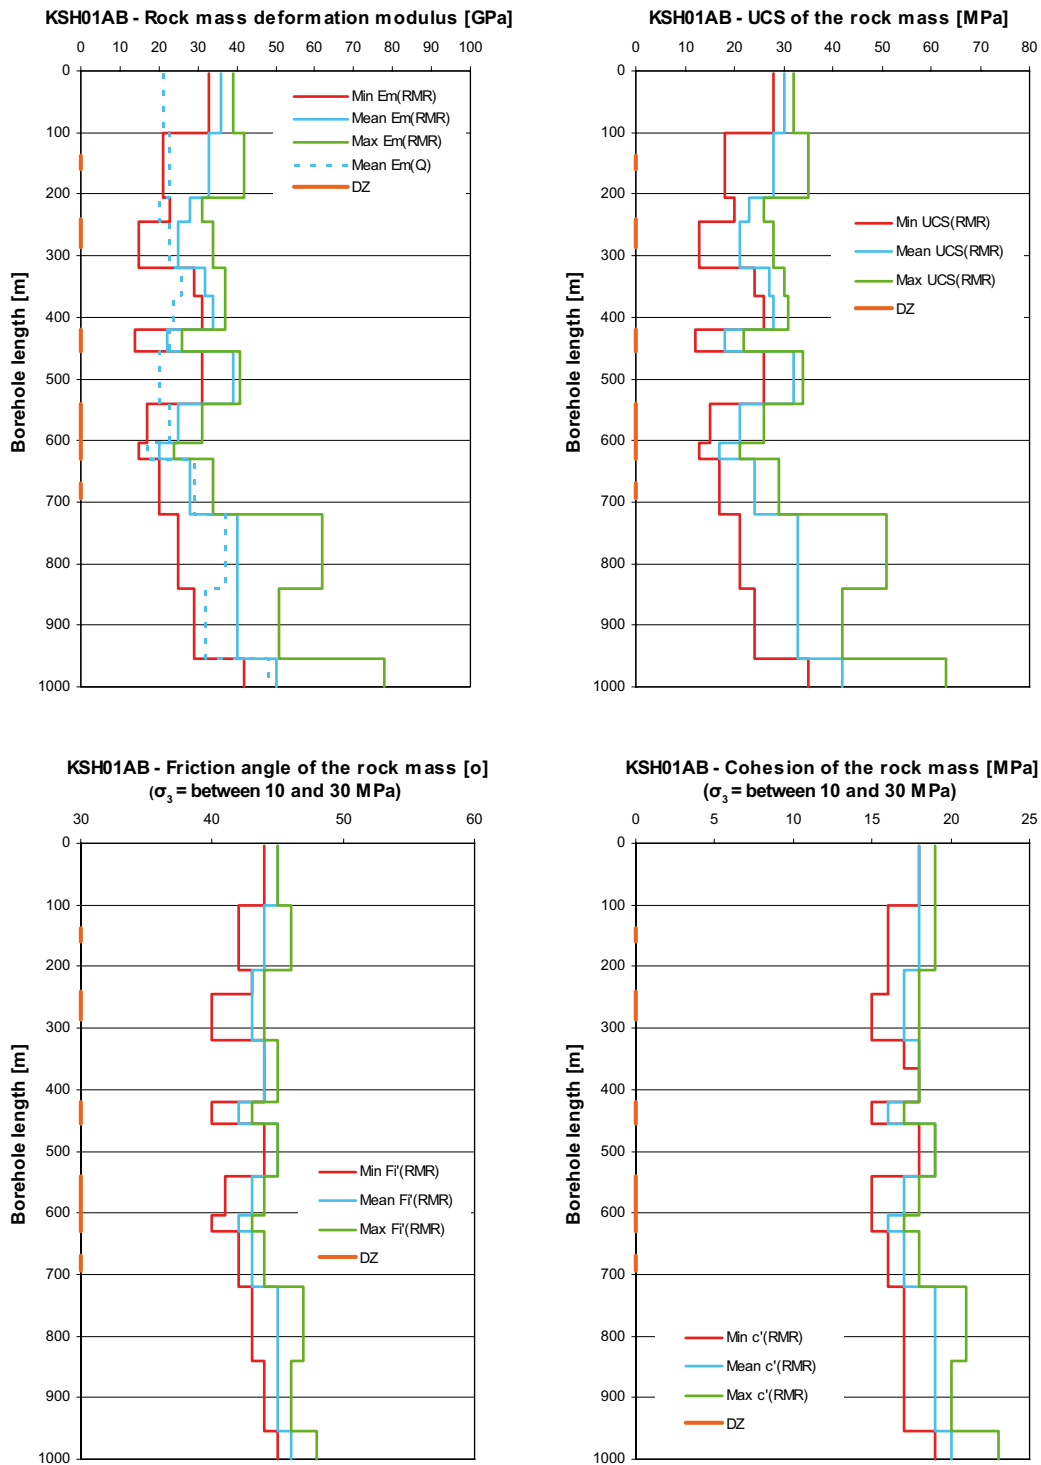 KSH01AB - Rock mass deformation modulus [GPa]
0 10 20 30 40 50 60 70 80 90 100
0
100
200
300
400
500
600
700
800
900
1000
Borehole length [m]
Min Em(RMR)
Mean Em(RMR)
Max Em(RMR)
Mean Em(Q)
DZ
KSH01AB - UCS of the rock mass [MPa]
0 10 20 30 40 50 60 70 80
0
100
200
300
400
500
600
700
800
900
1000
Borehole length [m]
Min UCS(RMR)
Mean UCS(RMR)
Max UCS(RMR)
DZ
KSH01AB - Friction angle of the rock mass [o]
(σ3 = between 10 and 30 MPa)
30 40 50 60
0
100
200
300
400
500
600
700
800
900
1000
Borehole length [m]
Min Fi'(RMR)
Mean Fi'(RMR)
Max Fi'(RMR)
DZ
KSH01AB - Cohesion of the rock mass [MPa]
(σ3 = between 10 and 30 MPa)
0 5 10 15 20 25
0
100
200
300
400
500
600
700
800
900
1000
Borehole length [m]
Min c'(RMR)
Mean c'(RMR)
Max c'(RMR)
DZ